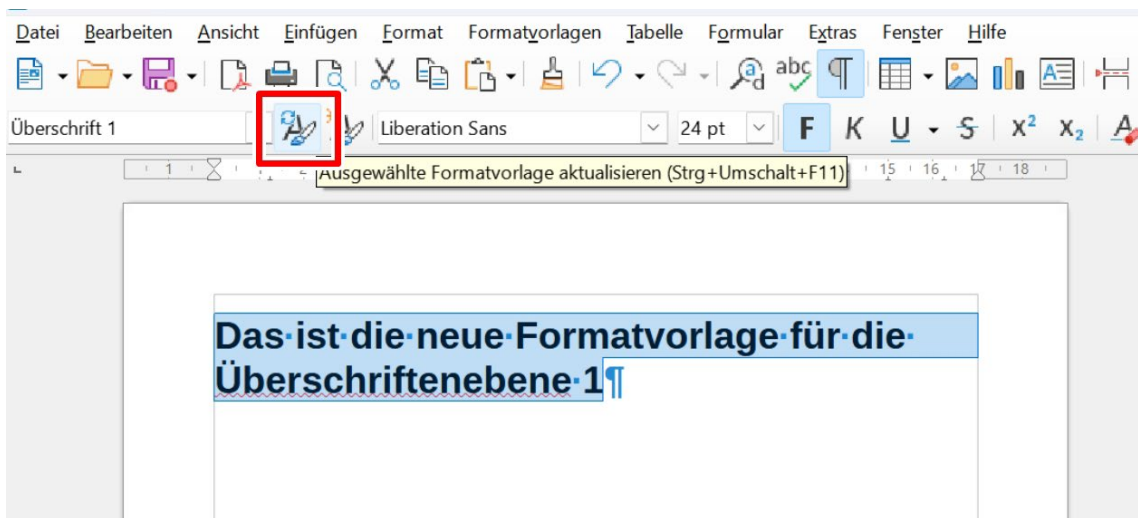 Datei Bearbeiten Ansicht Einfügen Format Formatvorlagen Tabelle Formular Extras Fenster Hilfe
Überschrift 1 Liberation Sans 24 pt F K U S X² X₂ A
Ausgewählte Formatvorlage aktualisieren (Strg+Umschalt+F11)
1 15 16 17 18
Das·ist·die·neue·Formatvorlage·für·die·
Überschriftenebene·1¶